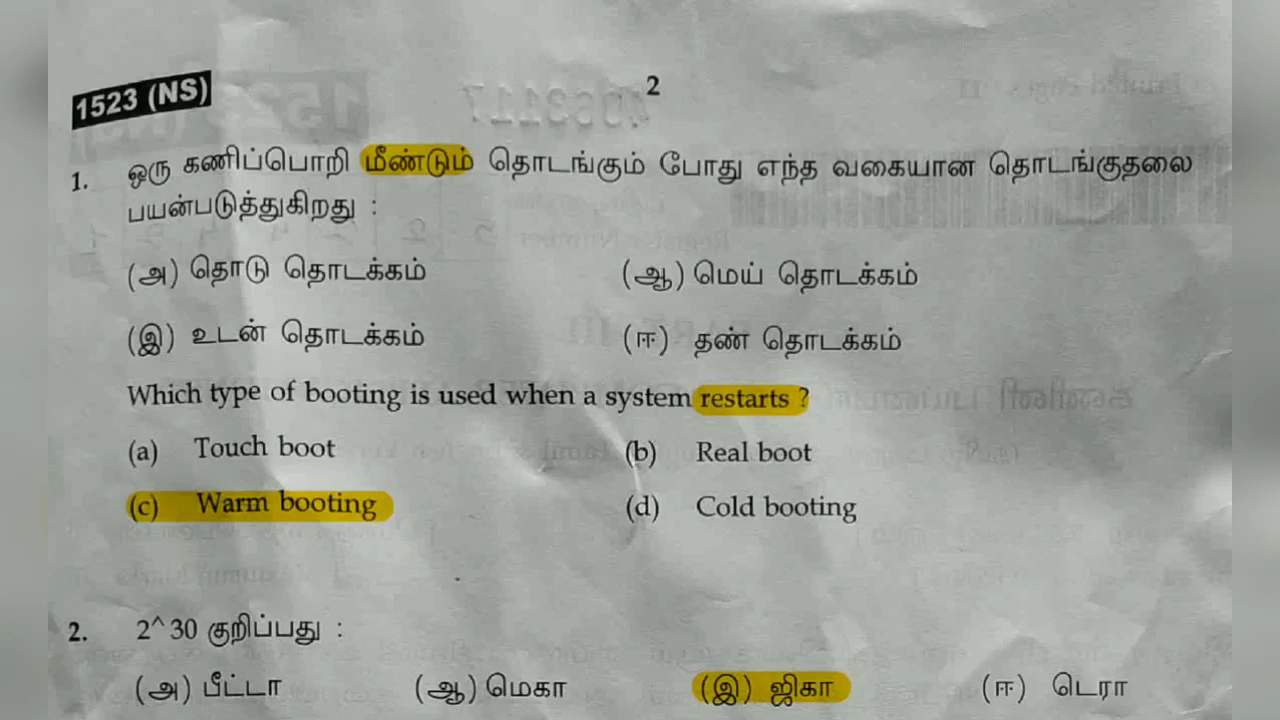 1523 (NS)
2
1. ஒரு கணிப்பொறி மீண்டும் தொடங்கும் போது எந்த வகையான தொடங்குதலை
பயன்படுத்துகிறது :
(அ) தொடு தொடக்கம் (ஆ) மெய் தொடக்கம்
(இ) உடன் தொடக்கம் (ஈ) தண் தொடக்கம்
Which type of booting is used when a system restarts ?
(a) Touch boot (b) Real boot
(c) Warm booting (d) Cold booting
2. 2^30 குறிப்பது :
(அ) பீட்டா (ஆ) மெகா (இ) ஜிகா (ஈ) டெரா